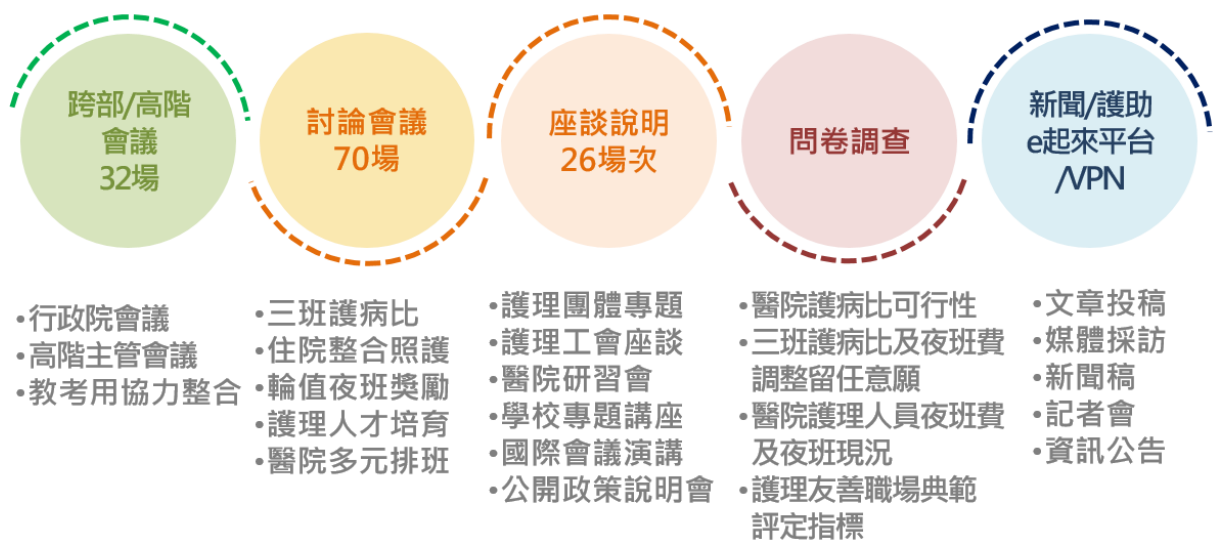 跨部/高階
會議
32場
討論會議
70場
座談說明
26場次
問卷調查
新聞/護助
e起來平台
/VPN
•行政院會議
•高階主管會議
•教考用協力整合
•三班護病比
•住院整合照護
•輪值夜班獎勵
•護理人才培育
•醫院多元排班
•護理團體專題
•護理工會座談
•醫院研習會
•學校專題講座
•國際會議演講
•公開政策說明會
•醫院護病比可行性
•三班護病比及夜班費
調整留任意願
•醫院護理人員夜班費
及夜班現況
•護理友善職場典範
評定指標
•文章投稿
•媒體採訪
•新聞稿
•記者會
•資訊公告